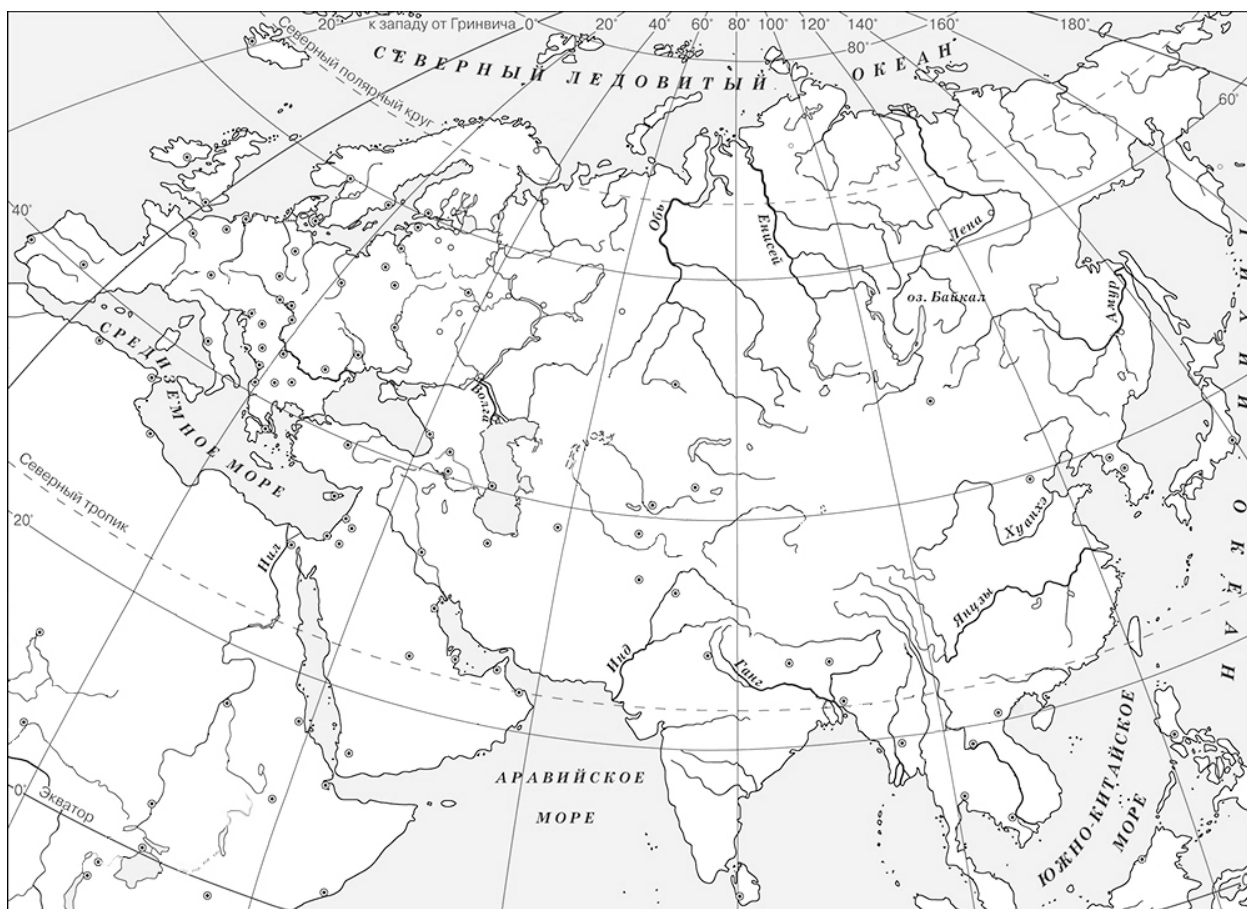 20° к западу от Гринвича 0° 20° 40° 60° 80° 100° 120° 140° 160° 180°
80°
60°
Северный полярный круг
СЕВЕРНЫЙ ЛЕДОВИТЫЙ ОКЕАН
40°
Обь
Енисей
Лена
оз. Байкал
Амур
ТИХИЙ ОКЕАН
СРЕДИЗЕМНОЕ МОРЕ
Волга
Северный тропик
20°
Нил
Хуанхэ
Янцзы
Инд
Ганг
АРАВИЙСКОЕ
МОРЕ
ЮЖНО-КИТАЙСКОЕ
МОРЕ
0°
Экватор